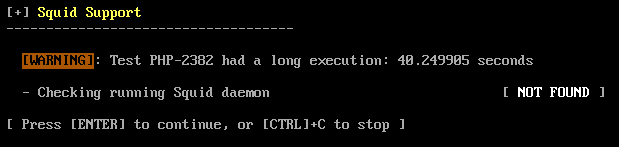 [+] Squid Support
------------------------------------
[WARNING]: Test PHP-2382 had a long execution: 40.249905 seconds
- Checking running Squid daemon [ NOT FOUND ]
[ Press [ENTER] to continue, or [CTRL]+C to stop ]